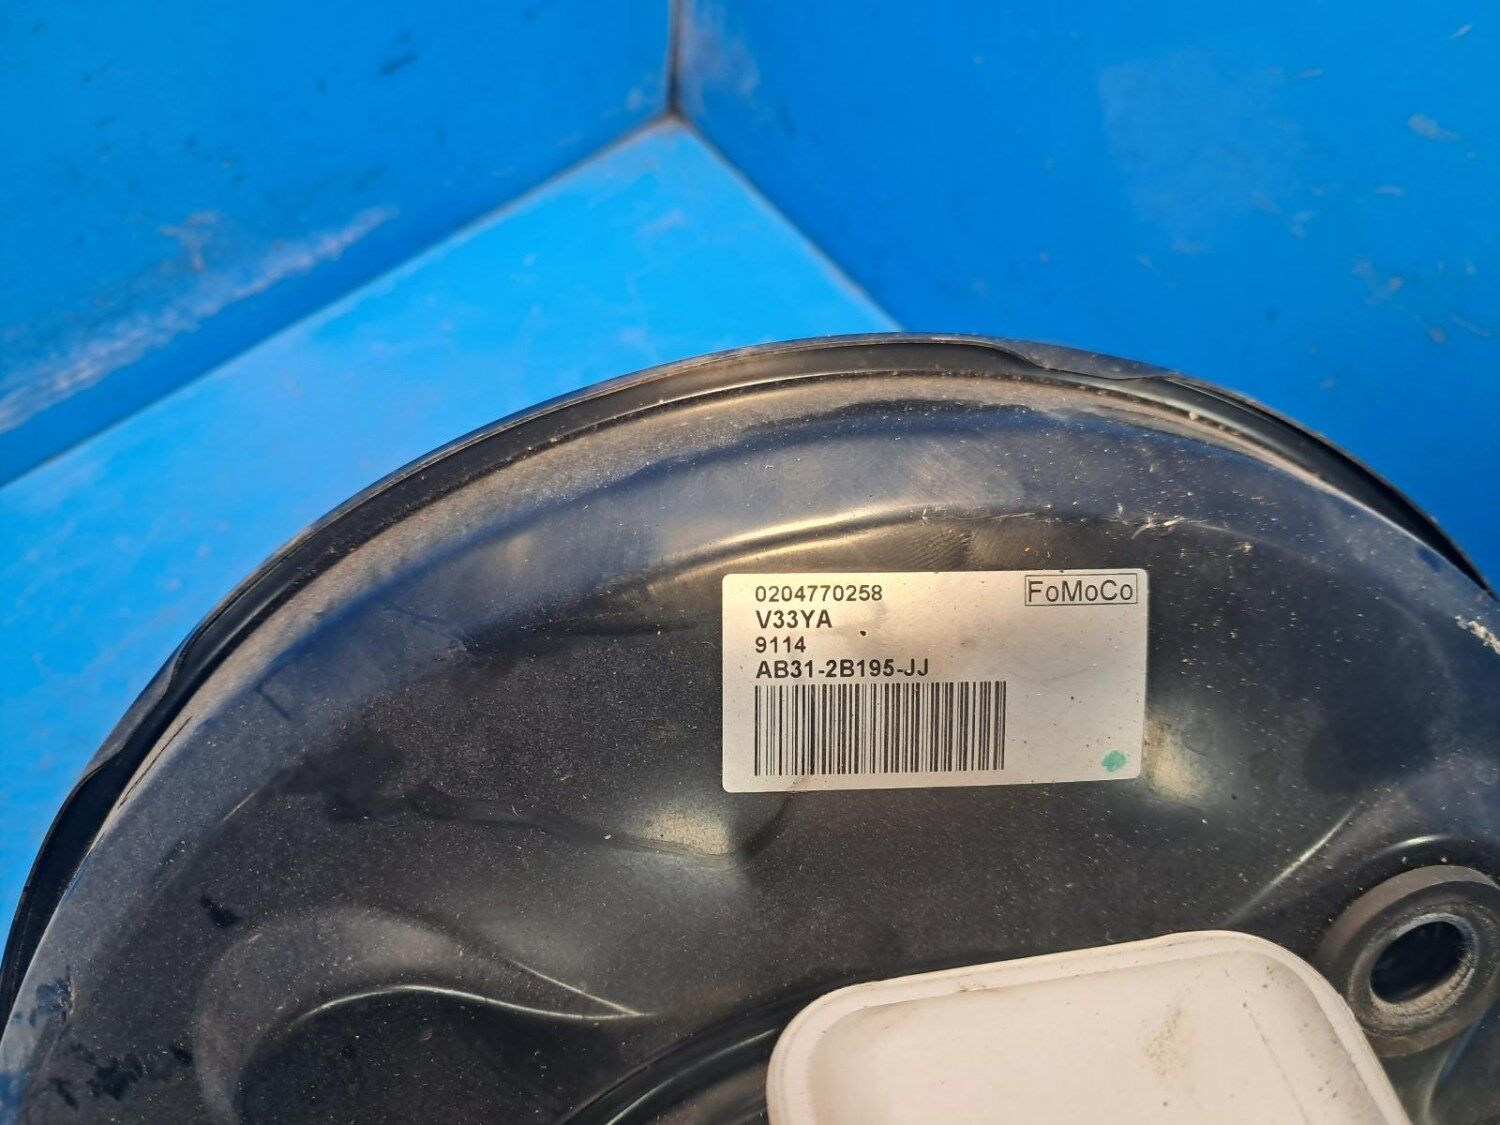 0204770258 FoMoCo
V33YA
9114
AB31-2B195-JJ